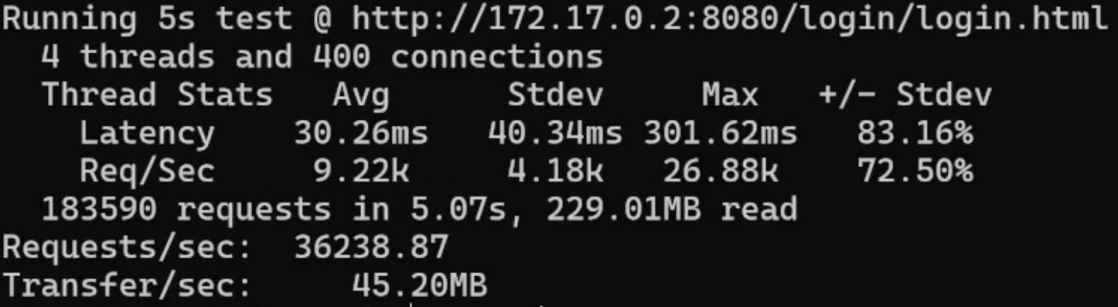 Running 5s test @ http://172.17.0.2:8080/login/login.html
4 threads and 400 connections
Thread Stats Avg Stdev Max +/- Stdev
Latency 30.26ms 40.34ms 301.62ms 83.16%
Req/Sec 9.22k 4.18k 26.88k 72.50%
183590 requests in 5.07s, 229.01MB read
Requests/sec: 36238.87
Transfer/sec: 45.20MB